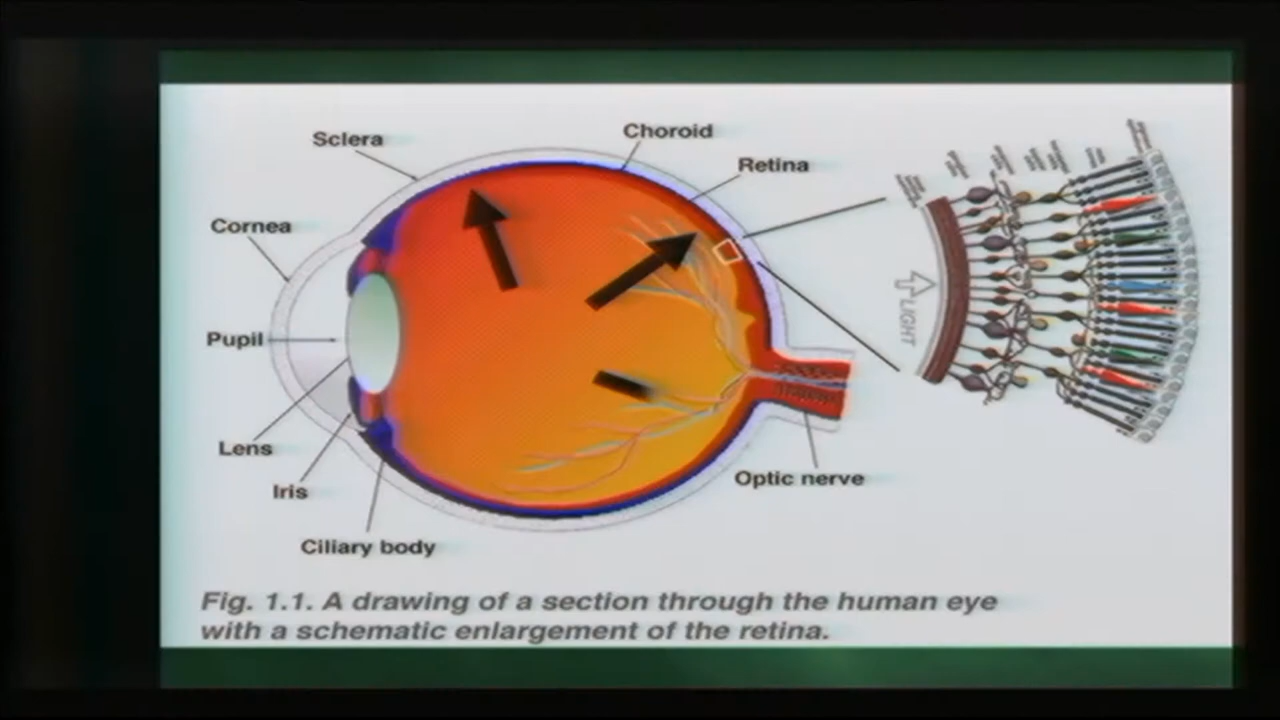 Sclera
Choroid
Retina
Cornea
Pupil
Lens
Iris
Ciliary body
Optic nerve
LIGHT
Fig. 1.1. A drawing of a section through the human eye
with a schematic enlargement of the retina.